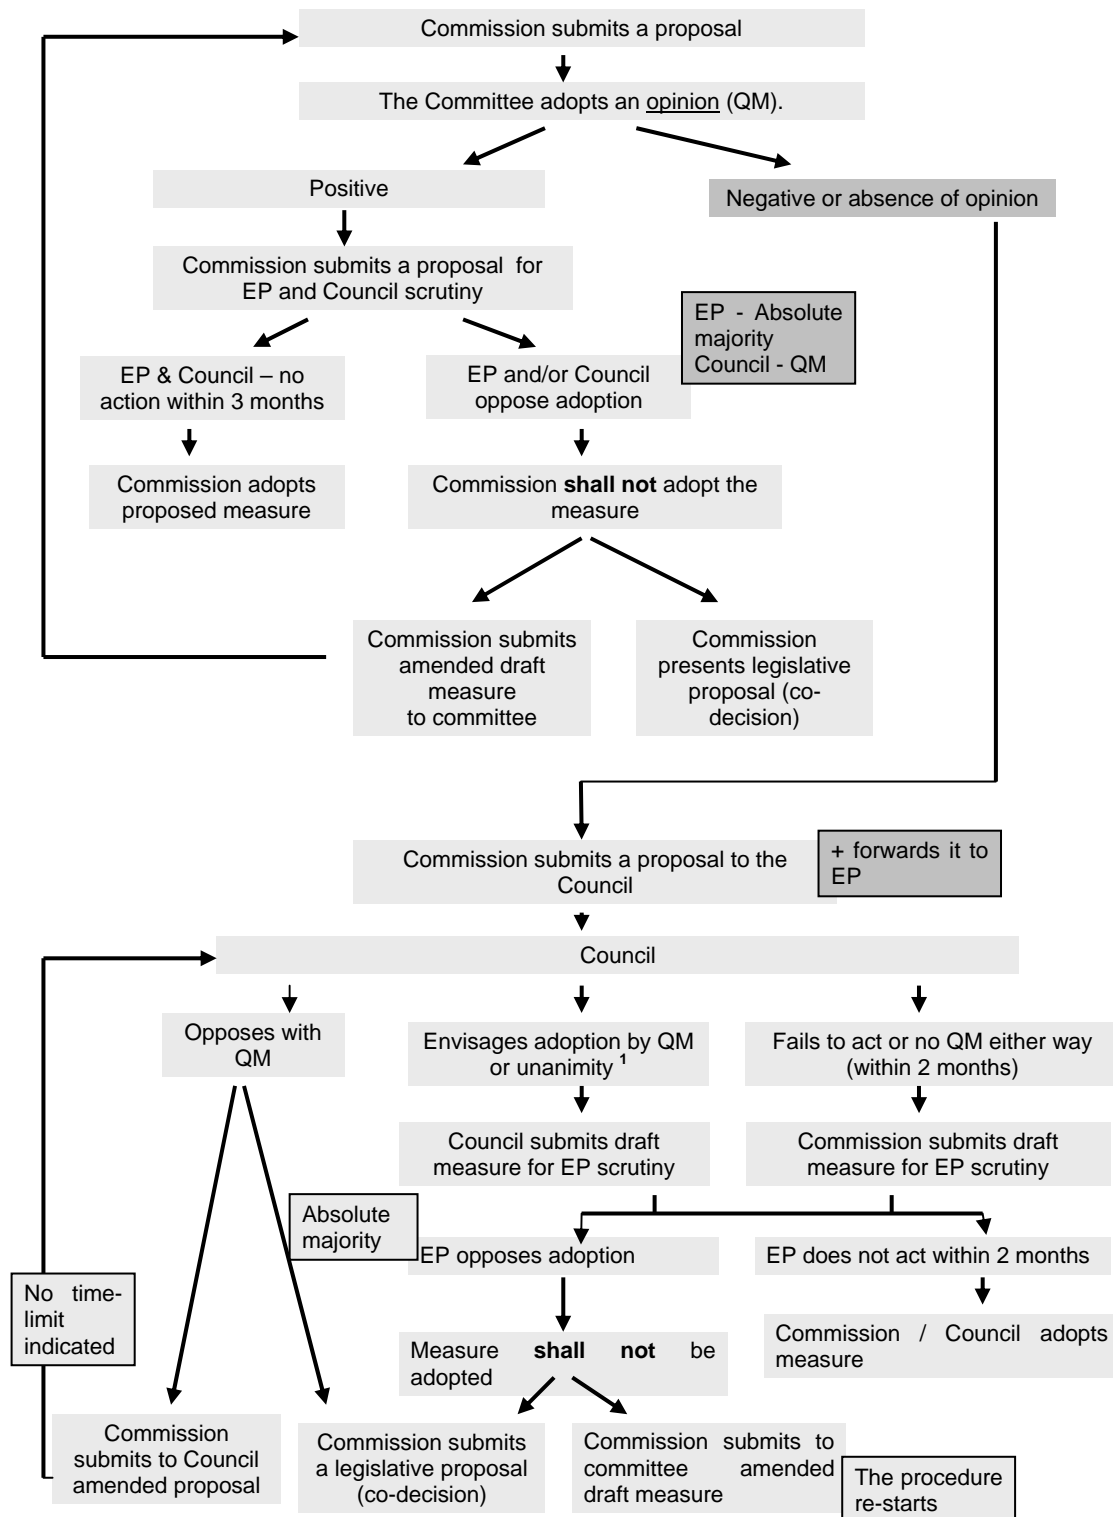 Commission submits a proposal
The Committee adopts an opinion (QM).
Positive
Negative or absence of opinion
Commission submits a proposal for
EP and Council scrutiny
EP - Absolute
majority
Council - QM
EP & Council – no
action within 3 months
EP and/or Council
oppose adoption
Commission adopts
proposed measure
Commission shall not adopt the
measure
Commission submits
amended draft
measure
to committee
Commission
presents legislative
proposal (co-
decision)
Commission submits a proposal to the
Council
+ forwards it to
EP
Council
Opposes with
QM
Envisages adoption by QM
or unanimity 1
Fails to act or no QM either way
(within 2 months)
Council submits draft
measure for EP scrutiny
Commission submits draft
measure for EP scrutiny
Absolute
majority
EP opposes adoption
EP does not act within 2 months
No time-
limit
indicated
Measure shall not be
adopted
Commission / Council adopts
measure
Commission
submits to Council
amended proposal
Commission submits
a legislative proposal
(co-decision)
Commission submits to
committee amended
draft measure
The procedure
re-starts